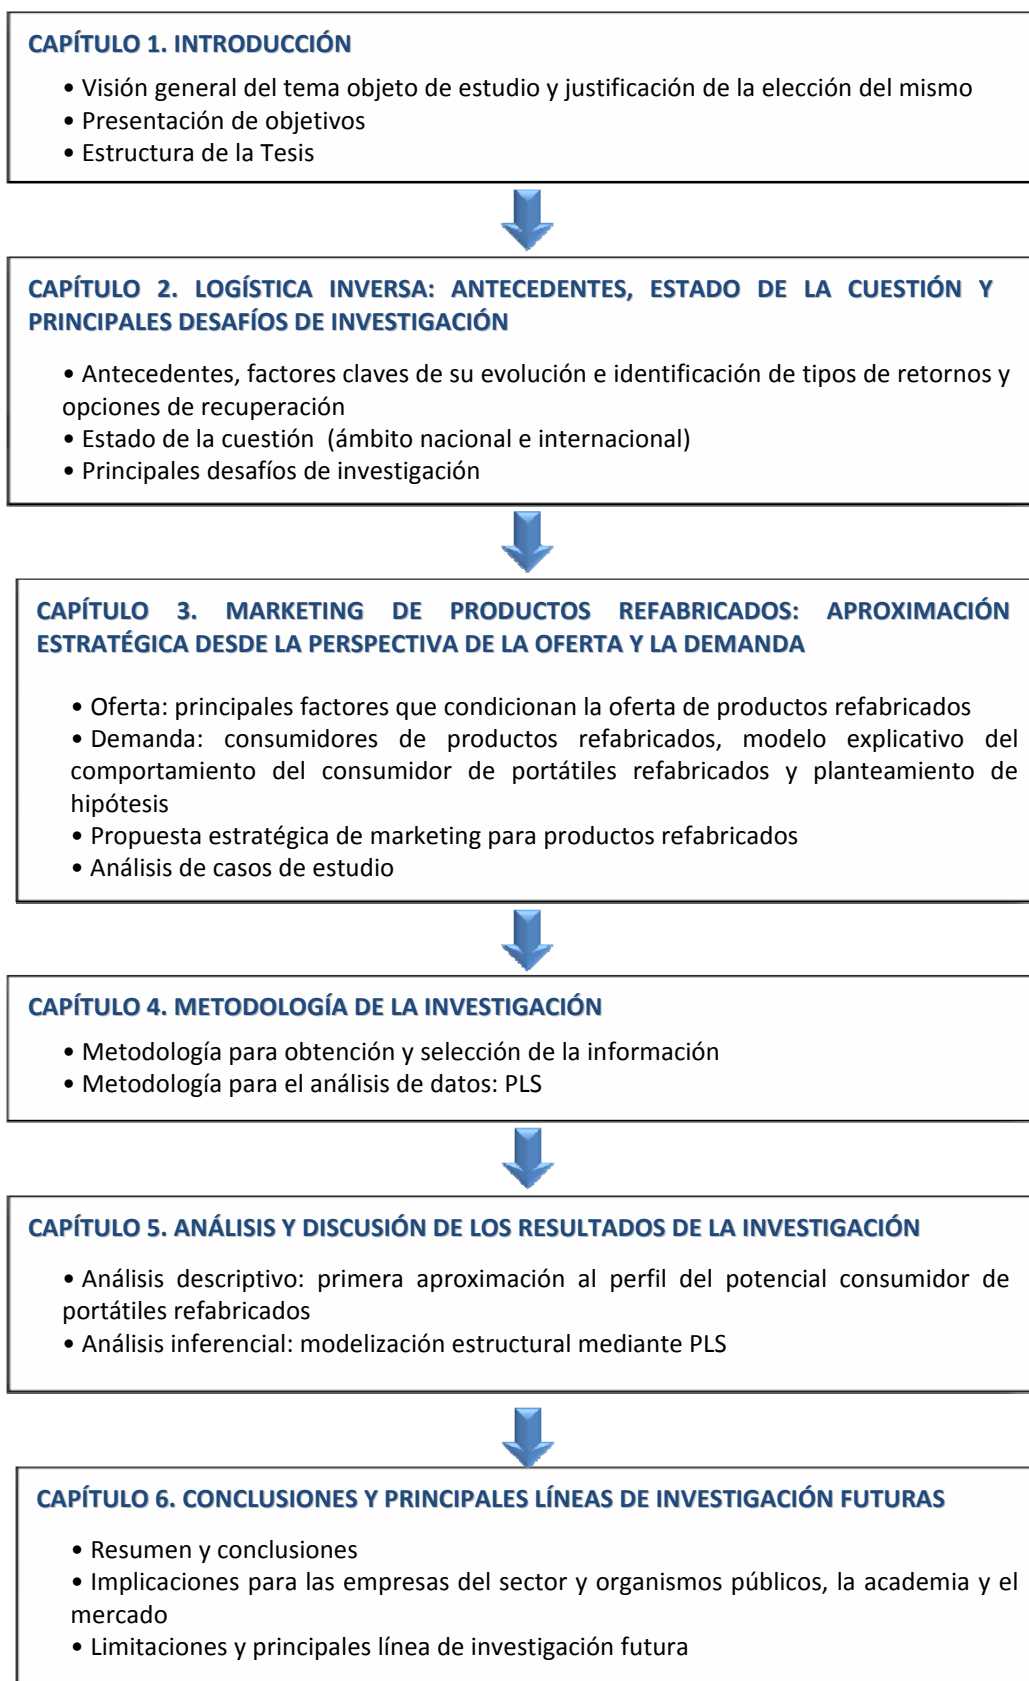 CAPÍTULO 1. INTRODUCCIÓN
• Visión general del tema objeto de estudio y justificación de la elección del mismo
• Presentación de objetivos
• Estructura de la Tesis
CAPÍTULO 2. LOGÍSTICA INVERSA: ANTECEDENTES, ESTADO DE LA CUESTIÓN Y
PRINCIPALES DESAFÍOS DE INVESTIGACIÓN
• Antecedentes, factores claves de su evolución e identificación de tipos de retornos y
opciones de recuperación
• Estado de la cuestión (ámbito nacional e internacional)
• Principales desafíos de investigación
CAPÍTULO 3. MARKETING DE PRODUCTOS REFABRICADOS: APROXIMACIÓN
ESTRATÉGICA DESDE LA PERSPECTIVA DE LA OFERTA Y LA DEMANDA
• Oferta: principales factores que condicionan la oferta de productos refabricados
• Demanda: consumidores de productos refabricados, modelo explicativo del
comportamiento del consumidor de portátiles refabricados y planteamiento de
hipótesis
• Propuesta estratégica de marketing para productos refabricados
• Análisis de casos de estudio
CAPÍTULO 4. METODOLOGÍA DE LA INVESTIGACIÓN
• Metodología para obtención y selección de la información
• Metodología para el análisis de datos: PLS
CAPÍTULO 5. ANÁLISIS Y DISCUSIÓN DE LOS RESULTADOS DE LA INVESTIGACIÓN
• Análisis descriptivo: primera aproximación al perfil del potencial consumidor de
portátiles refabricados
• Análisis inferencial: modelización estructural mediante PLS
CAPÍTULO 6. CONCLUSIONES Y PRINCIPALES LÍNEAS DE INVESTIGACIÓN FUTURAS
• Resumen y conclusiones
• Implicaciones para las empresas del sector y organismos públicos, la academia y el
mercado
• Limitaciones y principales línea de investigación futura